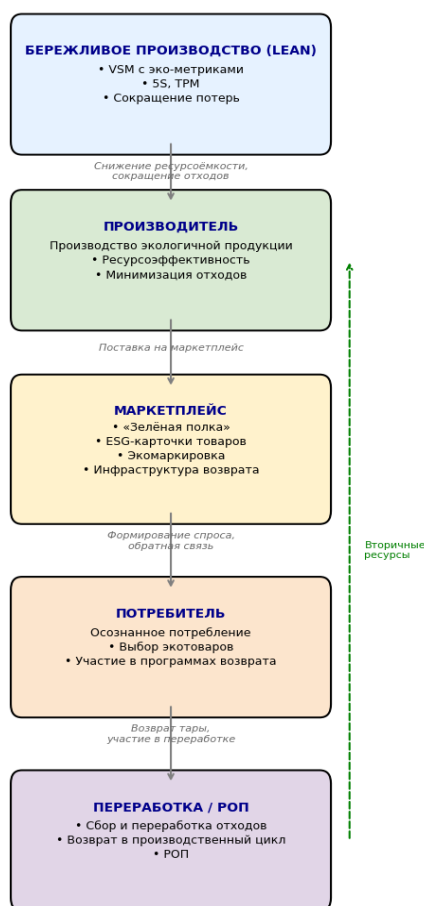 БЕРЕЖЛИВОЕ ПРОИЗВОДСТВО (LEAN)
• VSM с эко-метриками
• 5S, TPM
• Сокращение потерь
Снижение ресурсоёмкости,
сокращение отходов
ПРОИЗВОДИТЕЛЬ
Производство экологичной продукции
• Ресурсоэффективность
• Минимизация отходов
Поставка на маркетплейс
МАРКЕТПЛЕЙС
• «Зелёная полка»
• ESG-карточки товаров
• Экомаркировка
• Инфраструктура возврата
Формирование спроса,
обратная связь
Вторичные
ресурсы
ПОТРЕБИТЕЛЬ
Осознанное потребление
• Выбор экотоваров
• Участие в программах возврата
Возврат тары,
участие в переработке
ПЕРЕРАБОТКА / РОП
• Сбор и переработка отходов
• Возврат в производственный цикл
• РОП